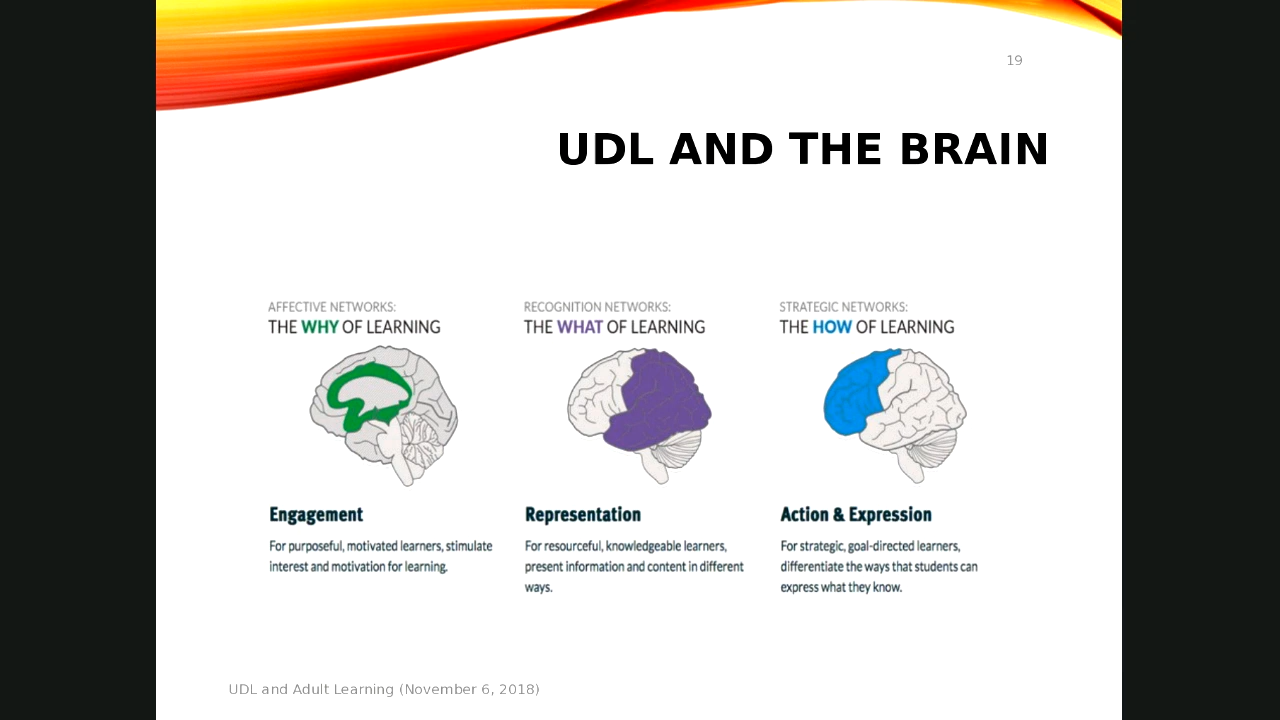 19
UDL AND THE BRAIN
AFFECTIVE NETWORKS:
THE WHY OF LEARNING
Engagement
For purposeful, motivated learners, stimulate
interest and motivation for learning.
RECOGNITION NETWORKS:
THE WHAT OF LEARNING
Representation
For resourceful, knowledgeable learners,
present information and content in different
ways.
STRATEGIC NETWORKS:
THE HOW OF LEARNING
Action & Expression
For strategic, goal-directed learners,
differentiate the ways that students can
express what they know.
UDL and Adult Learning (November 6, 2018)